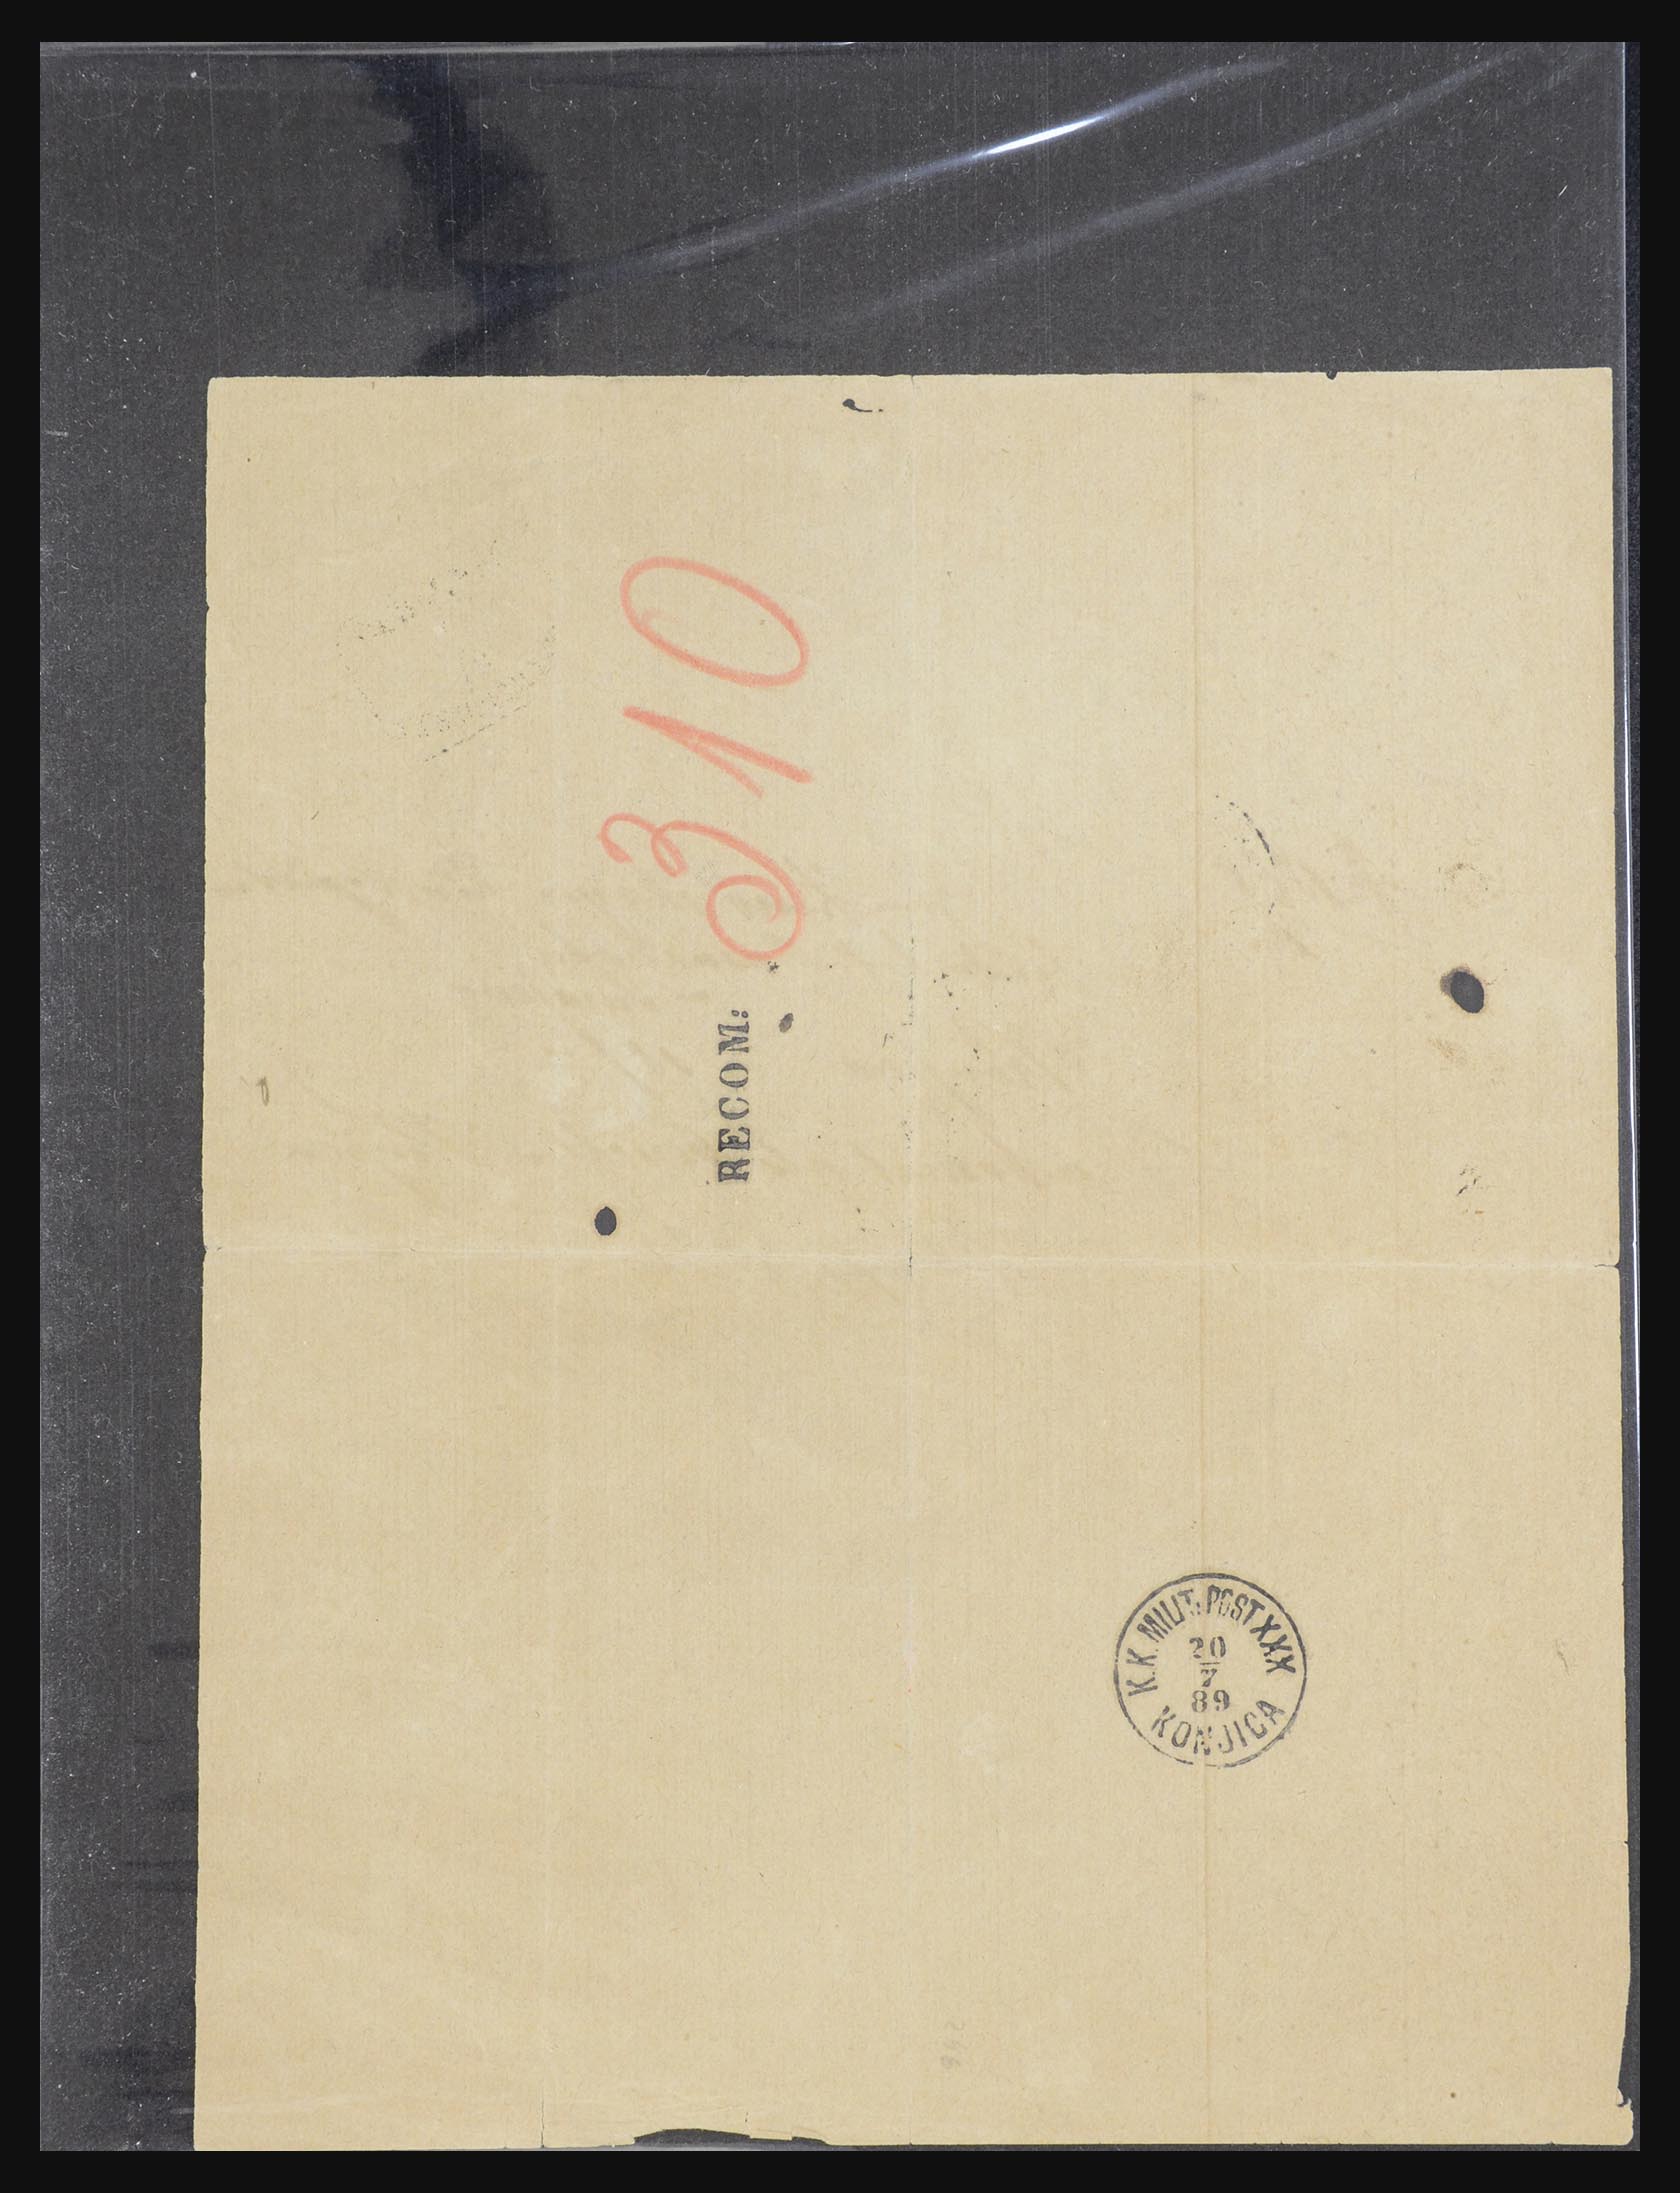 RECOM: 310
K.K. MILIT. POST XXX
20
7
89
KONJICA